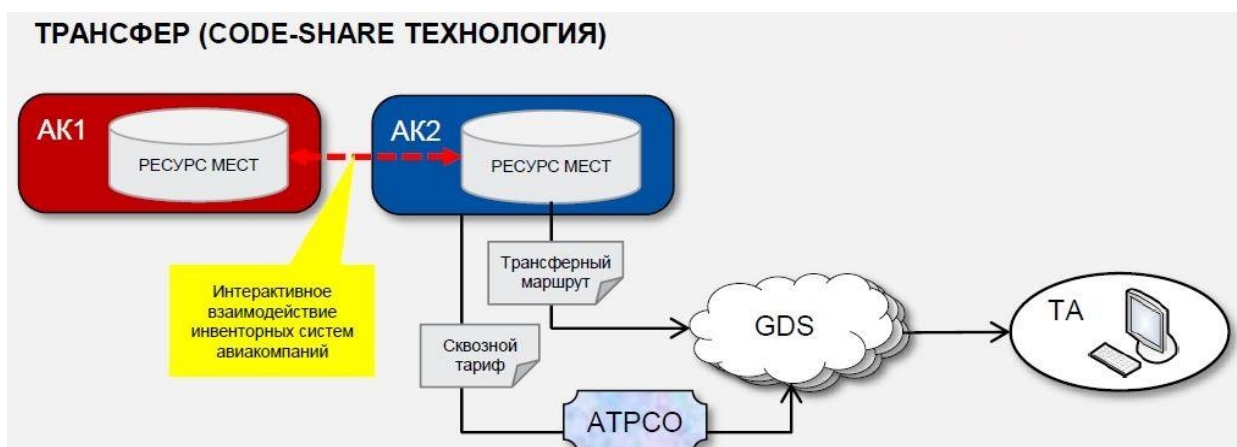 ТРАНСФЕР (CODE-SHARE ТЕХНОЛОГИЯ)
АК1
РЕСУРС МЕСТ
АК2
РЕСУРС МЕСТ
Интерактивное
взаимодействие
инвенторных систем
авиакомпаний
Трансферный
маршрут
Сквозной
тариф
GDS
ТА
ATPCO